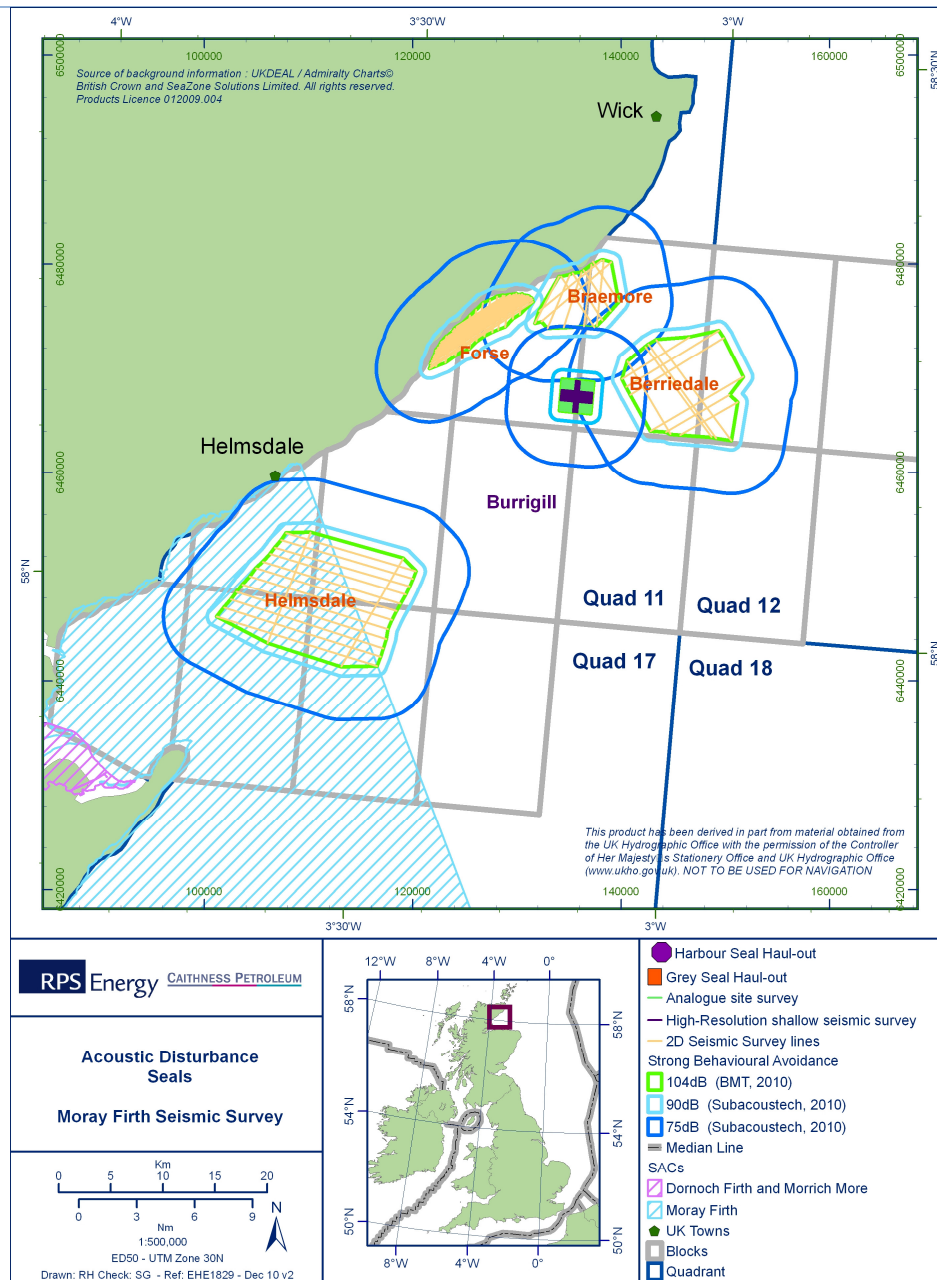 4°W
3°30'W
3°W
100000
120000
140000
160000
6500000
6500000
58°30'N
Source of background information : UKDEAL / Admiralty Charts©
British Crown and SeaZone Solutions Limited. All rights reserved.
Products Licence 012009.004
Wick
6480000
6480000
Braemore
Forse
Berriedale
Helmsdale
6460000
6460000
Burrigill
58°N
Helmsdale
Quad 11
Quad 12
Quad 17
Quad 18
58°N
6440000
6440000
This product has been derived in part from material obtained from
the UK Hydrographic Office with the permission of the Controller
of Her Majesty's Stationery Office and UK Hydrographic Office
(www.ukho.gov.uk). NOT TO BE USED FOR NAVIGATION
6420000
6420000
100000
120000
140000
160000
3°30'W
3°W
RPS Energy
CAITHNESS PETROLEUM
Acoustic Disturbance
Seals
Moray Firth Seismic Survey
Km
0 5 10 15 20
0 3 6 9
Nm
1:500,000
ED50 - UTM Zone 30N
Drawn: RH Check: SG - Ref: EHE1829 - Dec 10 v2
N
12°W
8°W
4°W
0°
58°N
58°N
54°N
54°N
50°N
50°N
8°W
4°W
0°
Harbour Seal Haul-out
Grey Seal Haul-out
Analogue site survey
High-Resolution shallow seismic survey
2D Seismic Survey lines
Strong Behavioural Avoidance
104dB (BMT, 2010)
90dB (Subacoustech, 2010)
75dB (Subacoustech, 2010)
Median Line
SACs
Dornoch Firth and Morrich More
Moray Firth
UK Towns
Blocks
Quadrant